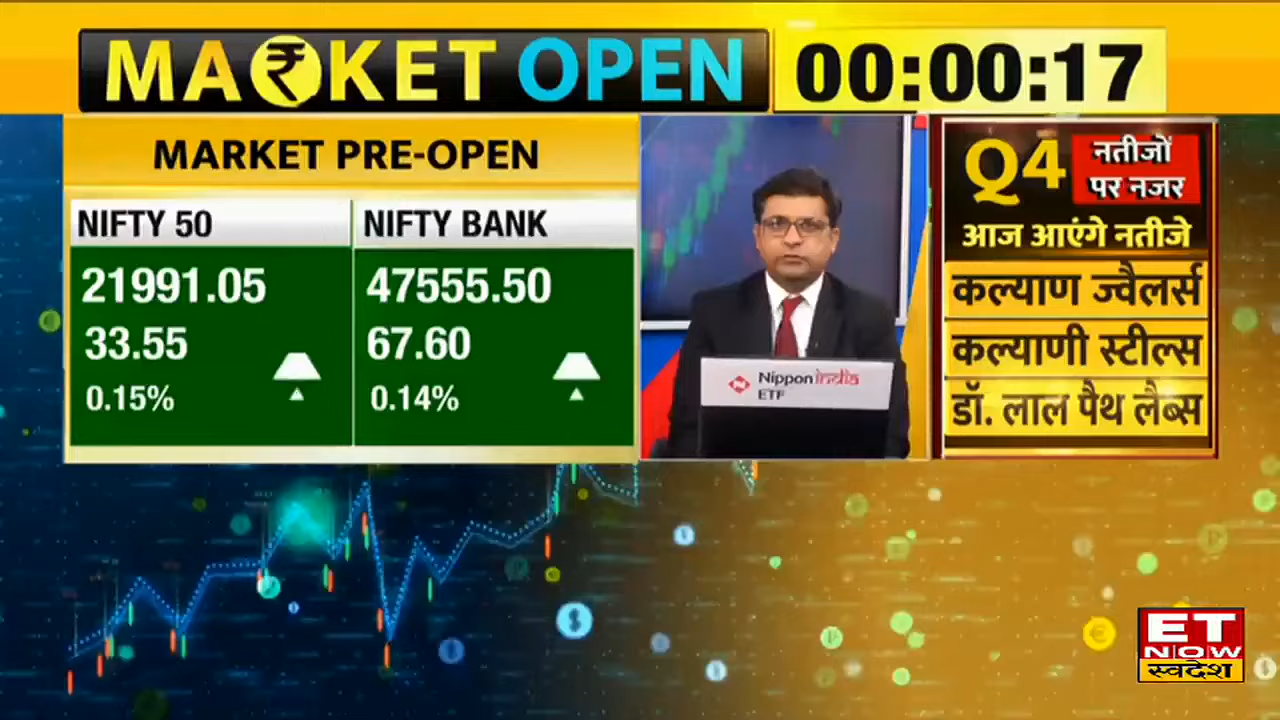 MA₹KET OPEN
00:00:17
MARKET PRE-OPEN
NIFTY 50
21991.05
33.55
0.15%
NIFTY BANK
47555.50
67.60
0.14%
Nippon india
ETF
Q4
नतीजों
पर नजर
आज आएंगे नतीजे
कल्याण ज्वैलर्स
कल्याणी स्टील्स
डॉ. लाल पैथ लैब्स
ET
NOW
स्वदेश